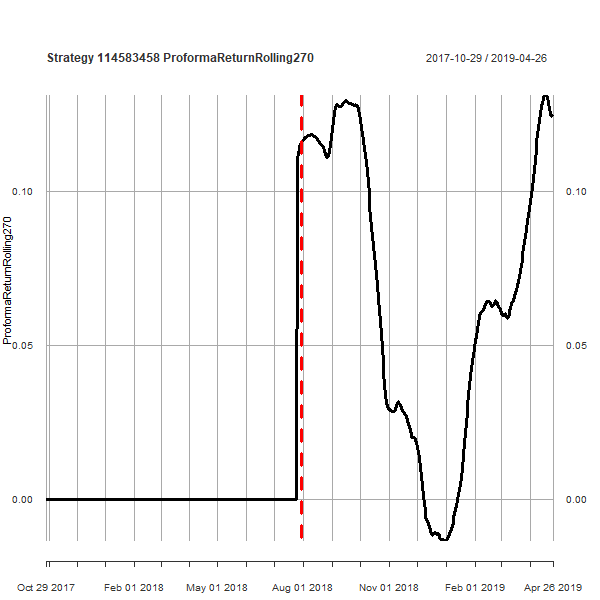 Strategy 114583458 ProformaReturnRolling270
2017-10-29 / 2019-04-26
ProformaReturnRolling270
0.10
0.10
0.05
0.05
0.00
0.00
Oct 29 2017 Feb 01 2018 May 01 2018 Aug 01 2018 Nov 01 2018 Feb 01 2019 Apr 26 2019